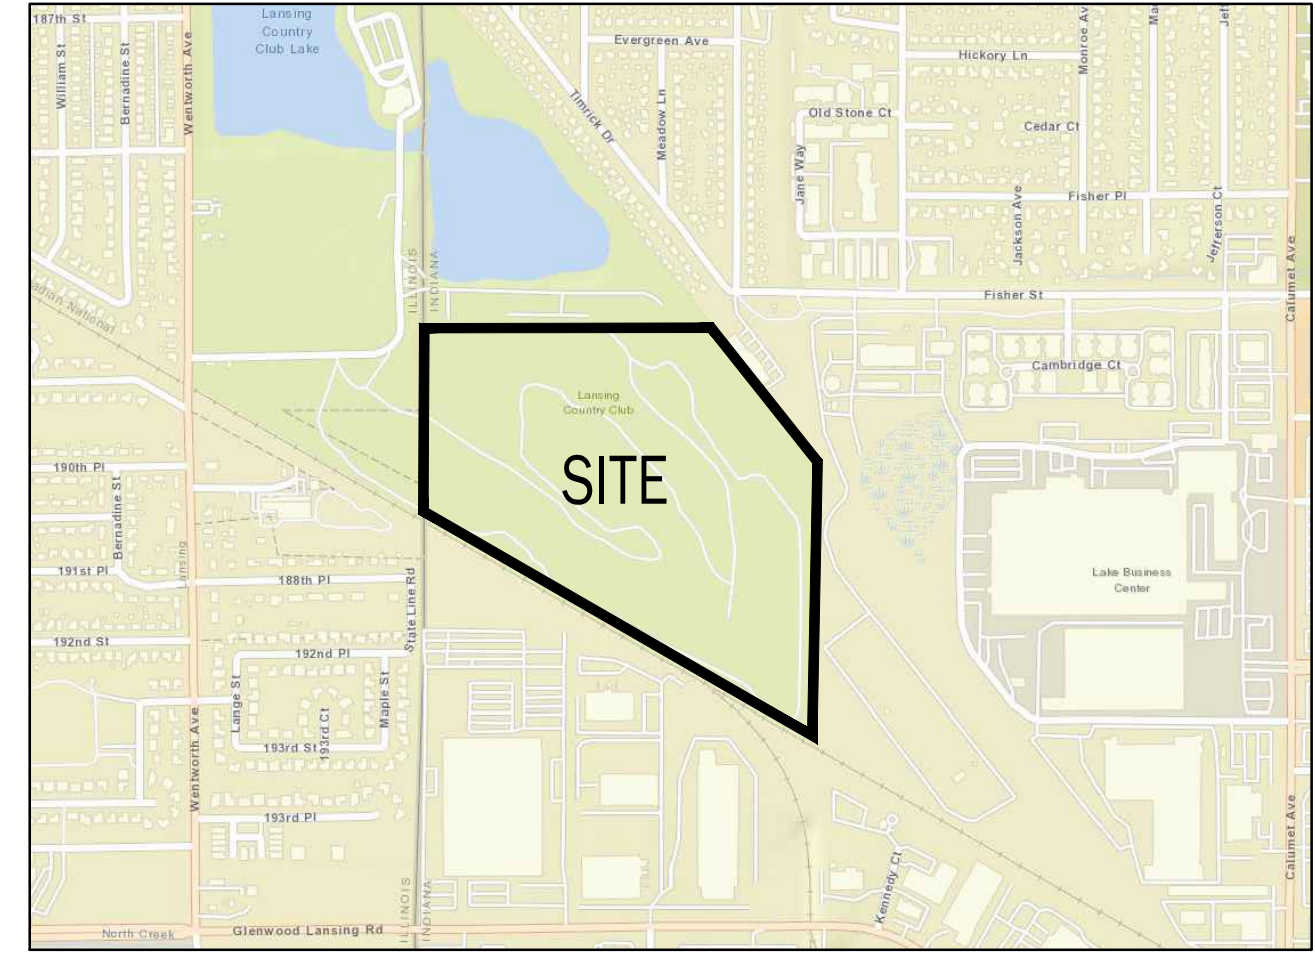 187th St
William St
Bernadine St
Wentworth Ave
Lansing
Country
Club Lake
Evergreen Ave
Timrick Dr
Meadow Ln
Hickory Ln
Monroe Av
Old Stone Ct
Cedar Ct
Jane Way
Fisher Pl
Jackson Ave
Jefferson Ct
Calumet Ave
ILLINOIS
INDIANA
Fisher St
adian National
Cambridge Ct
Lansing
Country Club
SITE
190th Pl
Bernadine St
191st Pl
Lansing
188th Pl
State Line Rd
Lake Business
Center
192nd St
192nd Pl
Lange St
Maple St
193rd Ct
193rd St
Wentworth Ave
193rd Pl
Calumet Ave
Kennedy Ct
ILLINOIS
INDIANA
North Creek
Glenwood Lansing Rd